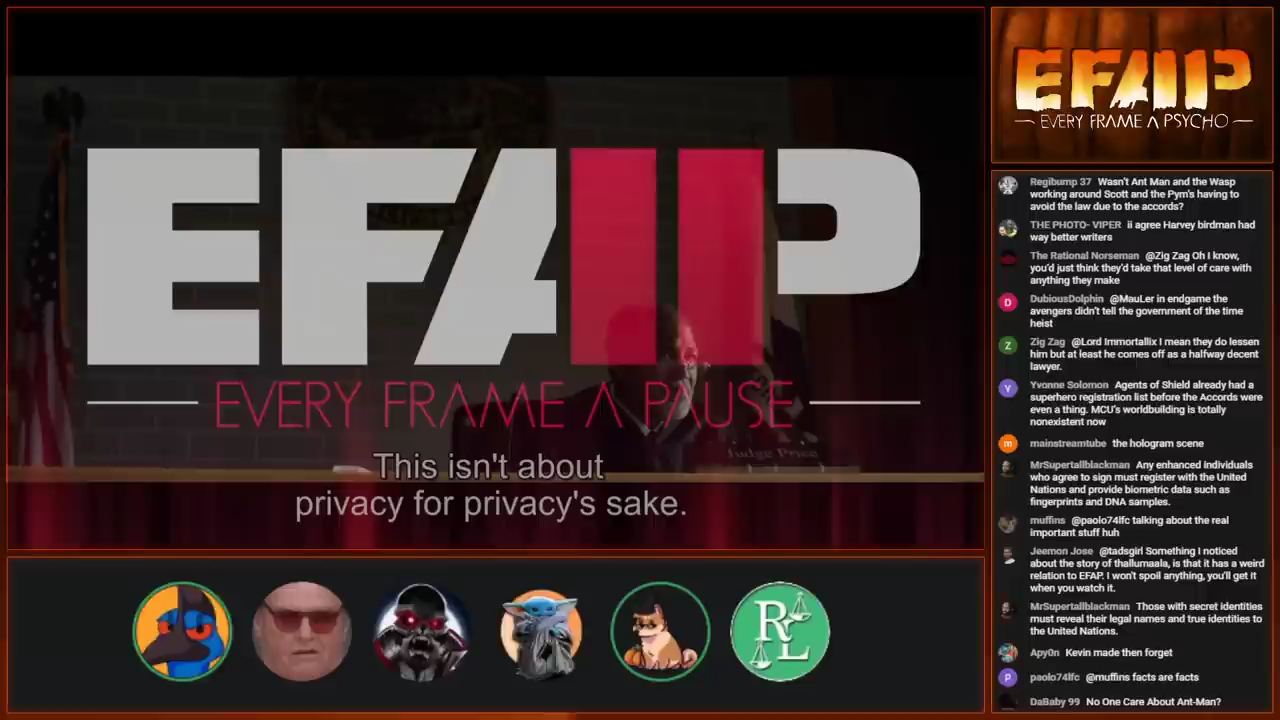 EFAIIP
EVERY FRAME A PAUSE
Judge Price
This isn't about
privacy for privacy's sake.
RL
EFAIIP
EVERY FRAME A PSYCHO
Regibump 37 Wasn't Ant Man and the Wasp
working around Scott and the Pym's having to
avoid the law due to the accords?
THE PHOTO- VIPER ii agree Harvey birdman had
way better writers
The Rational Norseman @Zig Zag Oh I know,
you'd just think they'd take that level of care with
anything they make
D
DubiousDolphin @MauLer in endgame the
avengers didn't tell the government of the time
heist
Z
Zig Zag @Lord Immortallix I mean they do lessen
him but at least he comes off as a halfway decent
lawyer.
Y
Yvonne Solomon Agents of Shield already had a
superhero registration list before the Accords were
even a thing. MCU's worldbuilding is totally
nonexistent now
m
mainstreamtube the hologram scene
MrSupertallblackman Any enhanced individuals
who agree to sign must register with the United
Nations and provide biometric data such as
fingerprints and DNA samples.
muffins @paolo74lfc talking about the real
important stuff huh
Jeemon Jose @tadsgirl Something I noticed
about the story of thallumaala, is that it has a weird
relation to EFAP. I won't spoil anything, you'll get it
when you watch it.
MrSupertallblackman Those with secret identities
must reveal their legal names and true identities to
the United Nations.
Apy0n Kevin made then forget
P
paolo74lfc @muffins facts are facts
DaBaby 99 No One Care About Ant-Man?